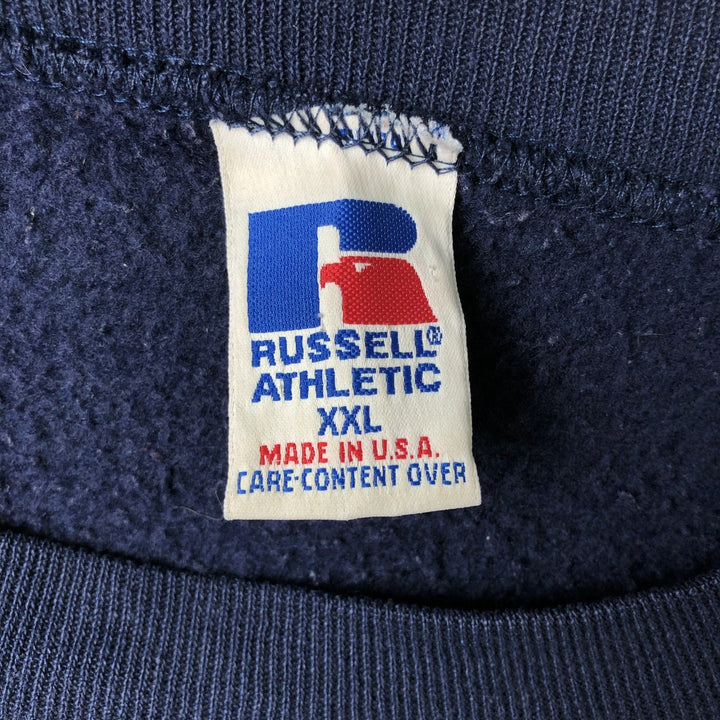 RUSSELL®
ATHLETIC
XXL
MADE IN U.S.A.
CARE-CONTENT OVER